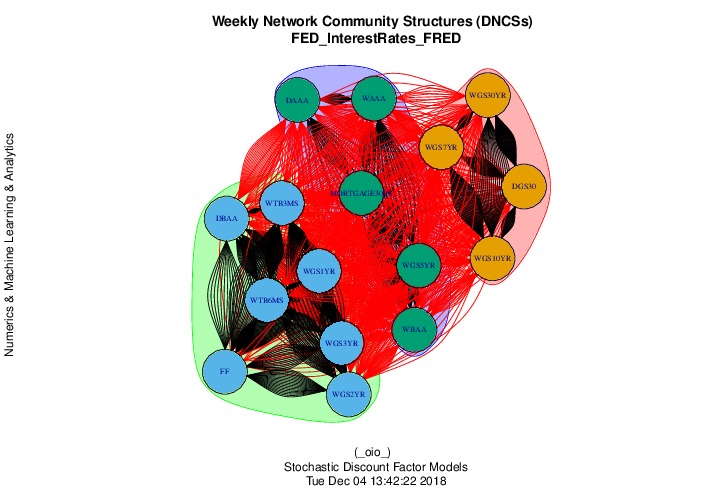 Weekly Network Community Structures (DNCSs)
FED_InterestRates_FRED
Numerics & Machine Learning & Analytics
DAAA
WAAA
WGS30YR
WGS7YR
DGS30
WTB3MS
DBAA
WGS10YR
WGS1YR
WGS5YR
WTB6MS
WBAA
WGS3YR
FF
WGS2YR
(_oio_)
Stochastic Discount Factor Models
Tue Dec 04 13:42:22 2018